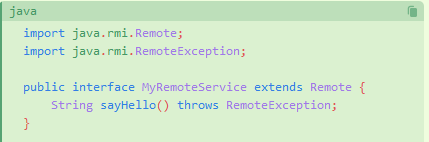 java
import java.rmi.Remote;
import java.rmi.RemoteException;
public interface MyRemoteService extends Remote {
    String sayHello() throws RemoteException;
}